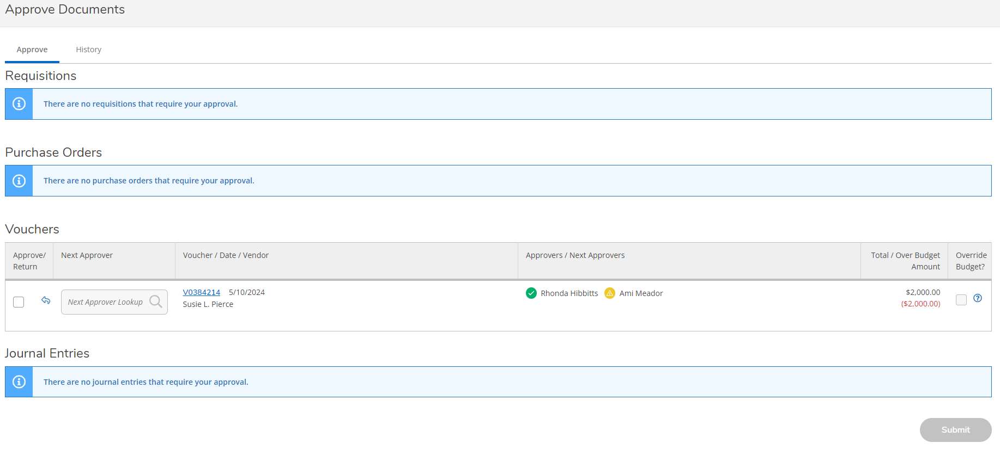 Approve Documents
Approve History
Requisitions
There are no requisitions that require your approval.
Purchase Orders
There are no purchase orders that require your approval.
Vouchers
Approve/ Next Approver Voucher / Date / Vendor Approvers / Next Approvers Total / Over Budget Override
Return Amount Budget?
Next Approver Lookup V0384214 5/10/2024 Rhonda Hibbitts Ami Meador $2,000.00
Susie L. Pierce ($2,000.00)
Journal Entries
There are no journal entries that require your approval.
Submit